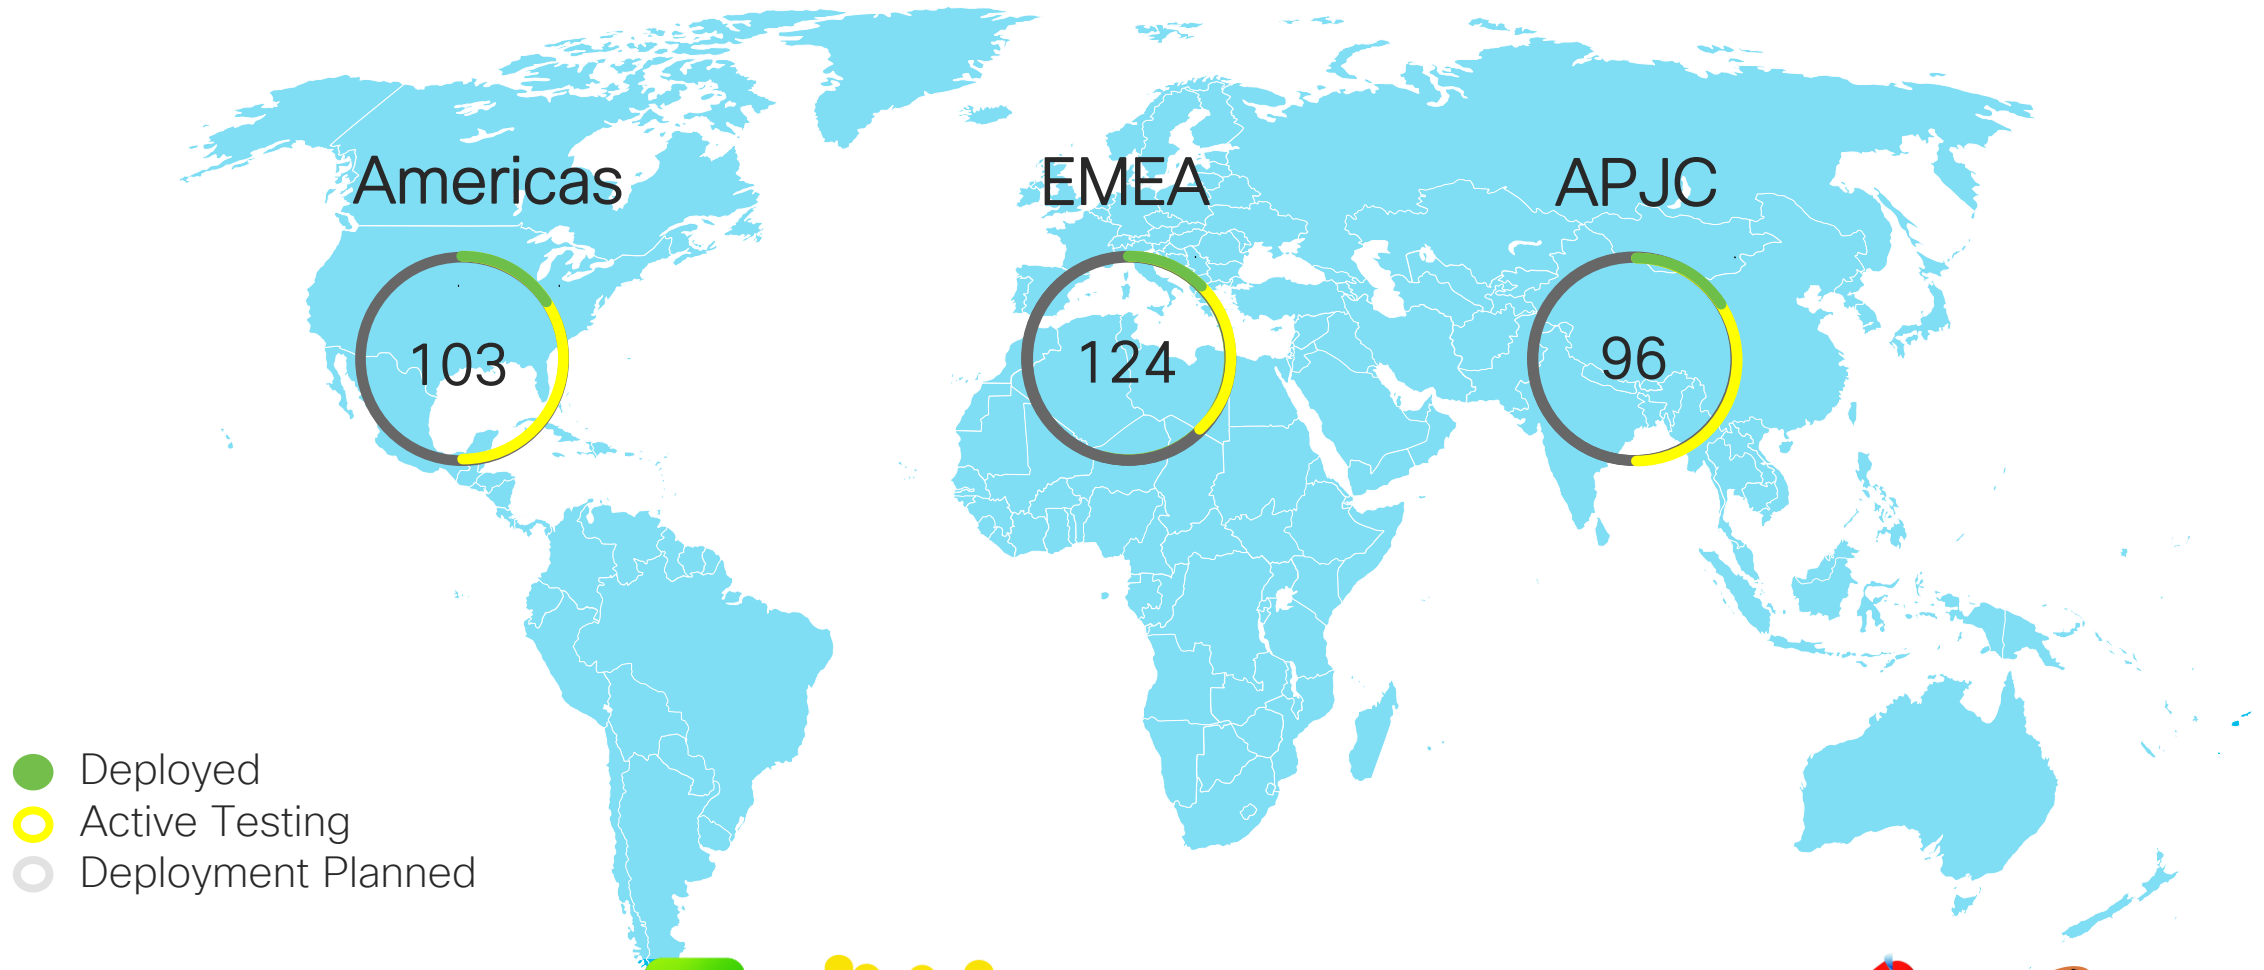 Americas
EMEA
APJC
103
124
96
Deployed
Active Testing
Deployment Planned